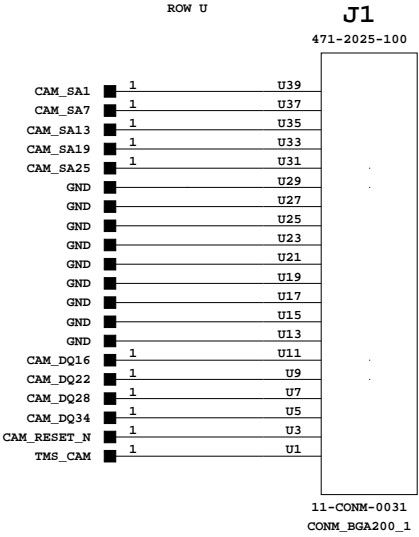 ROW U
J1
471-2025-100
CAM_SA1 1 U39
CAM_SA7 1 U37
CAM_SA13 1 U35
CAM_SA19 1 U33
CAM_SA25 1 U31
GND U29
GND U27
GND U25
GND U23
GND U21
GND U19
GND U17
GND U15
GND U13
CAM_DQ16 1 U11
CAM_DQ22 1 U9
CAM_DQ28 1 U7
CAM_DQ34 1 U5
CAM_RESET_N 1 U3
TMS_CAM 1 U1
11-CONM-0031
CONM_BGA200_1